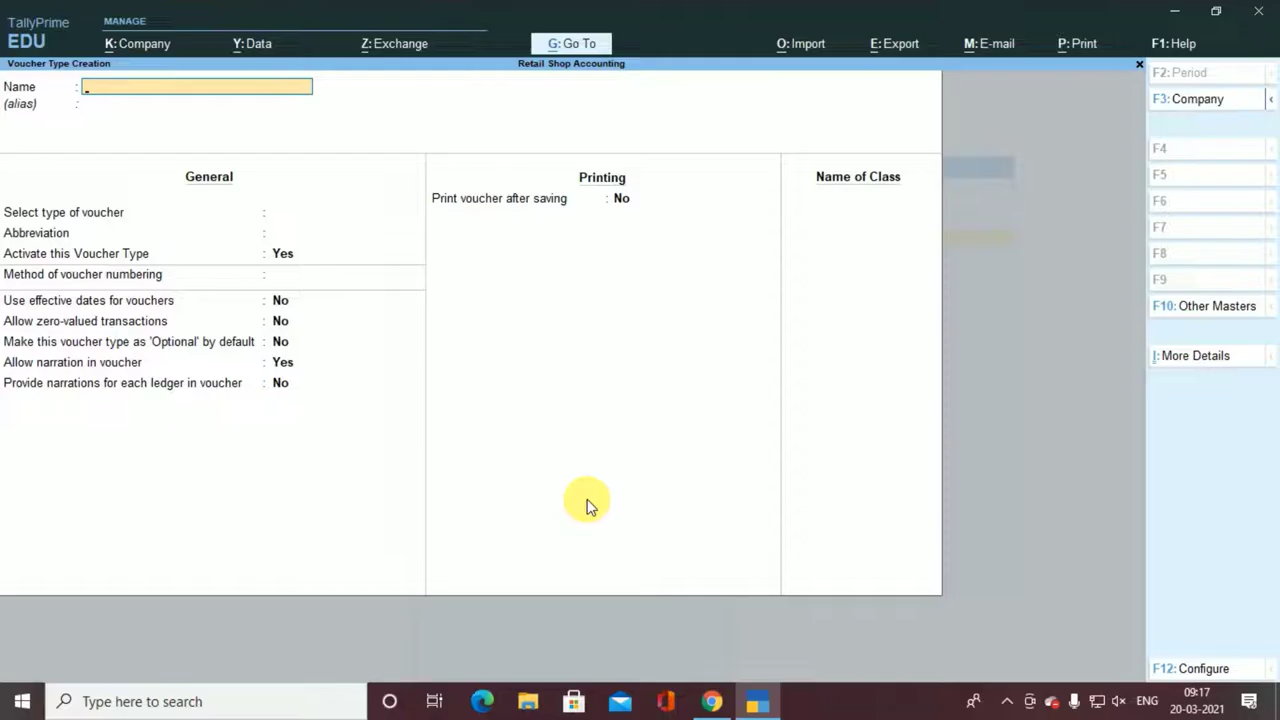 TallyPrime
EDU
MANAGE
K: Company
Y: Data
Z: Exchange
G: Go To
O: Import
E: Export
M: E-mail
P: Print
F1: Help
Voucher Type Creation
Retail Shop Accounting
Name :
(alias) :
General
Select type of voucher :
Abbreviation :
Activate this Voucher Type : Yes
Method of voucher numbering :
Use effective dates for vouchers : No
Allow zero-valued transactions : No
Make this voucher type as 'Optional' by default : No
Allow narration in voucher : Yes
Provide narrations for each ledger in voucher : No
Printing
Print voucher after saving : No
Name of Class
F2: Period
F3: Company
F4
F5
F6
F7
F8
F9
F10: Other Masters
I: More Details
F12: Configure
Type here to search
ENG
09:17
20-03-2021